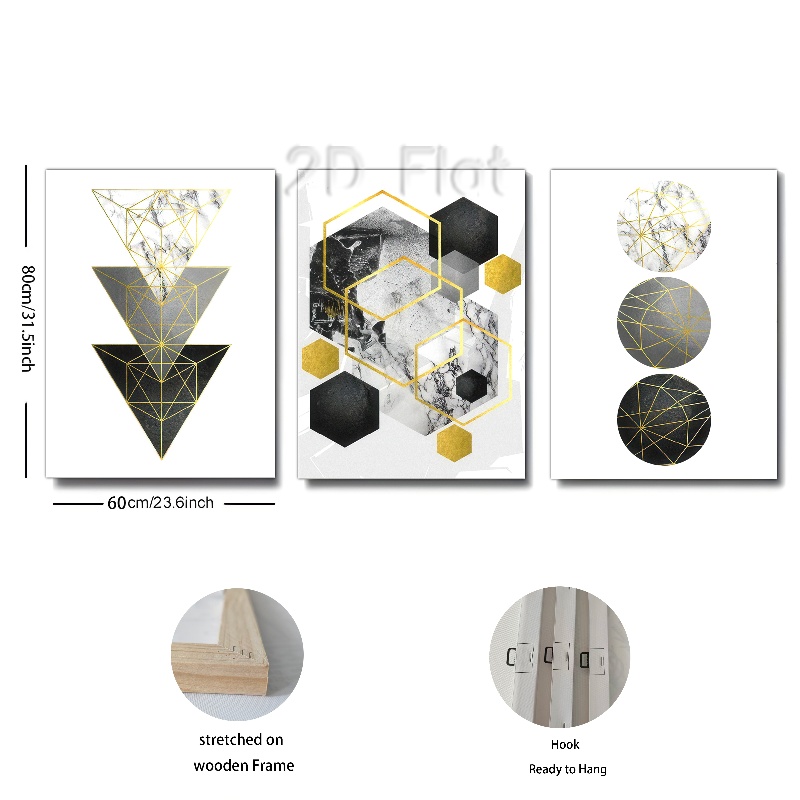 2D Flat
80cm/31.5inch
60cm/23.6inch
stretched on
wooden Frame
Hook
Ready to Hang